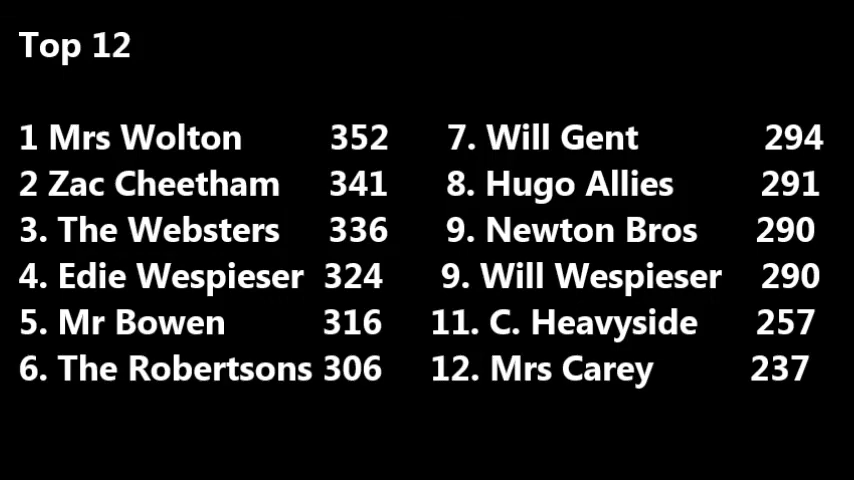 Top 12
1 Mrs Wolton 352
2 Zac Cheetham 341
3. The Websters 336
4. Edie Wespieser 324
5. Mr Bowen 316
6. The Robertsons 306
7. Will Gent 294
8. Hugo Allies 291
9. Newton Bros 290
9. Will Wespieser 290
11. C. Heavyside 257
12. Mrs Carey 237